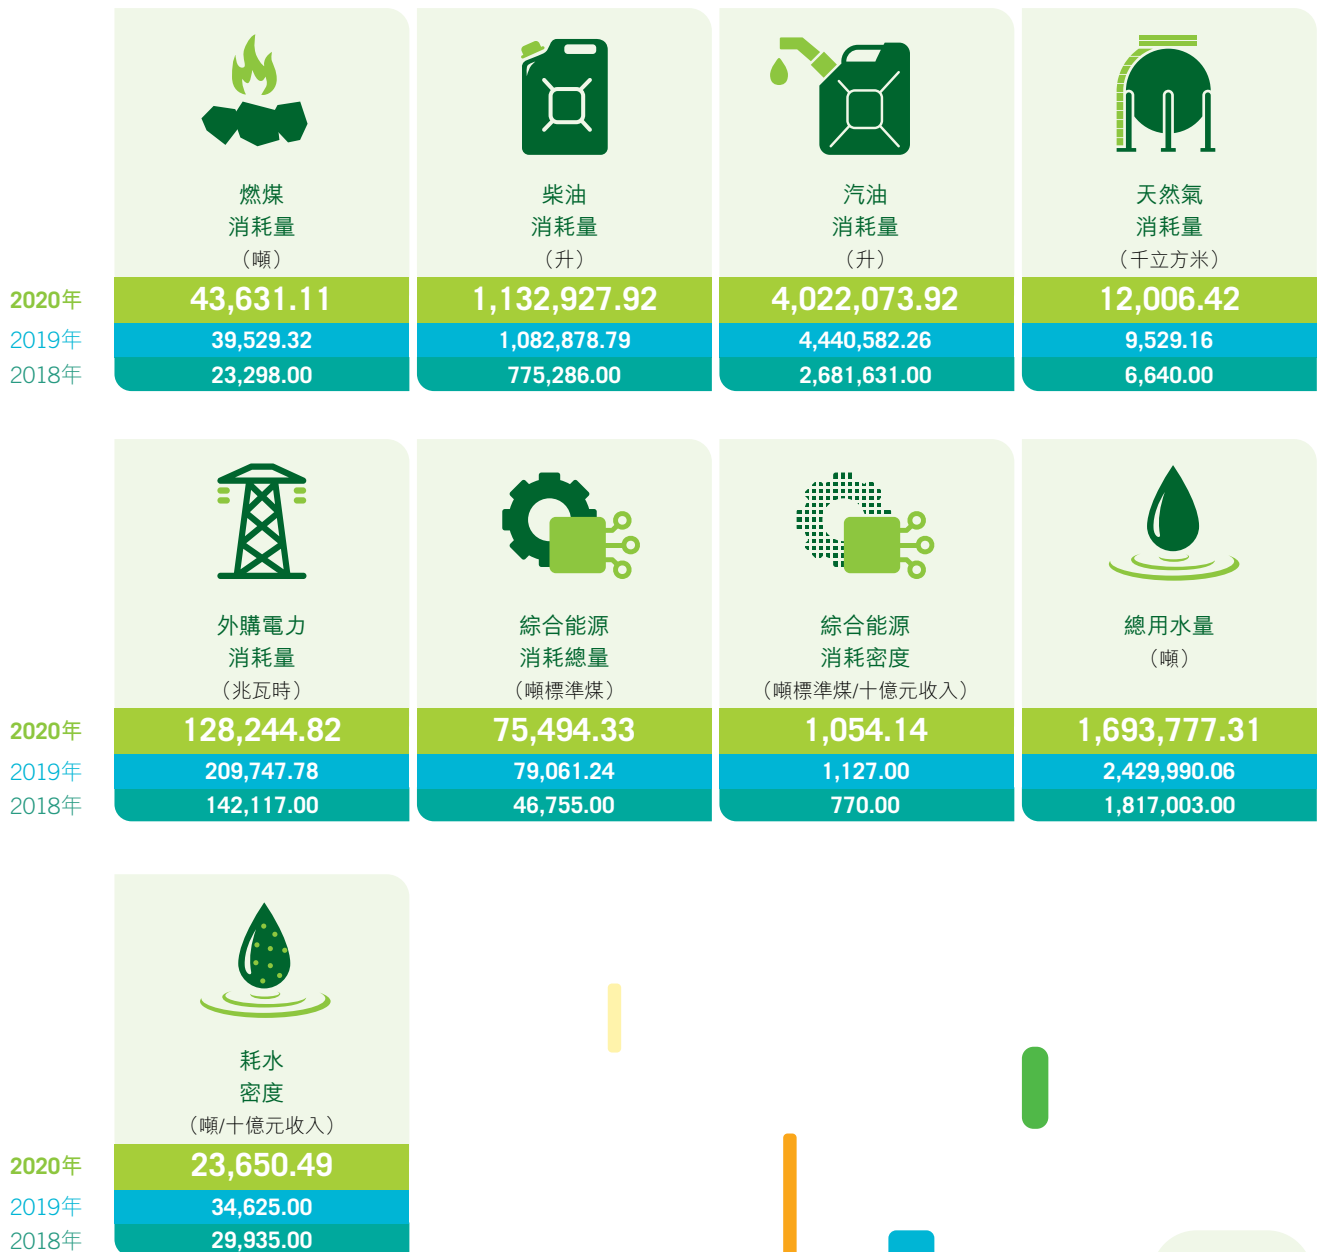 燃煤
消耗量
（噸）
柴油
消耗量
（升）
汽油
消耗量
（升）
天然氣
消耗量
（千立方米）
2020年 43,631.11 1,132,927.92 4,022,073.92 12,006.42
2019年 39,529.32 1,082,878.79 4,440,582.26 9,529.16
2018年 23,298.00 775,286.00 2,681,631.00 6,640.00
外購電力
消耗量
（兆瓦時）
綜合能源
消耗總量
（噸標準煤）
綜合能源
消耗密度
（噸標準煤/十億元收入）
總用水量
（噸）
2020年 128,244.82 75,494.33 1,054.14 1,693,777.31
2019年 209,747.78 79,061.24 1,127.00 2,429,990.06
2018年 142,117.00 46,755.00 770.00 1,817,003.00
耗水
密度
（噸/十億元收入）
2020年 23,650.49
2019年 34,625.00
2018年 29,935.00